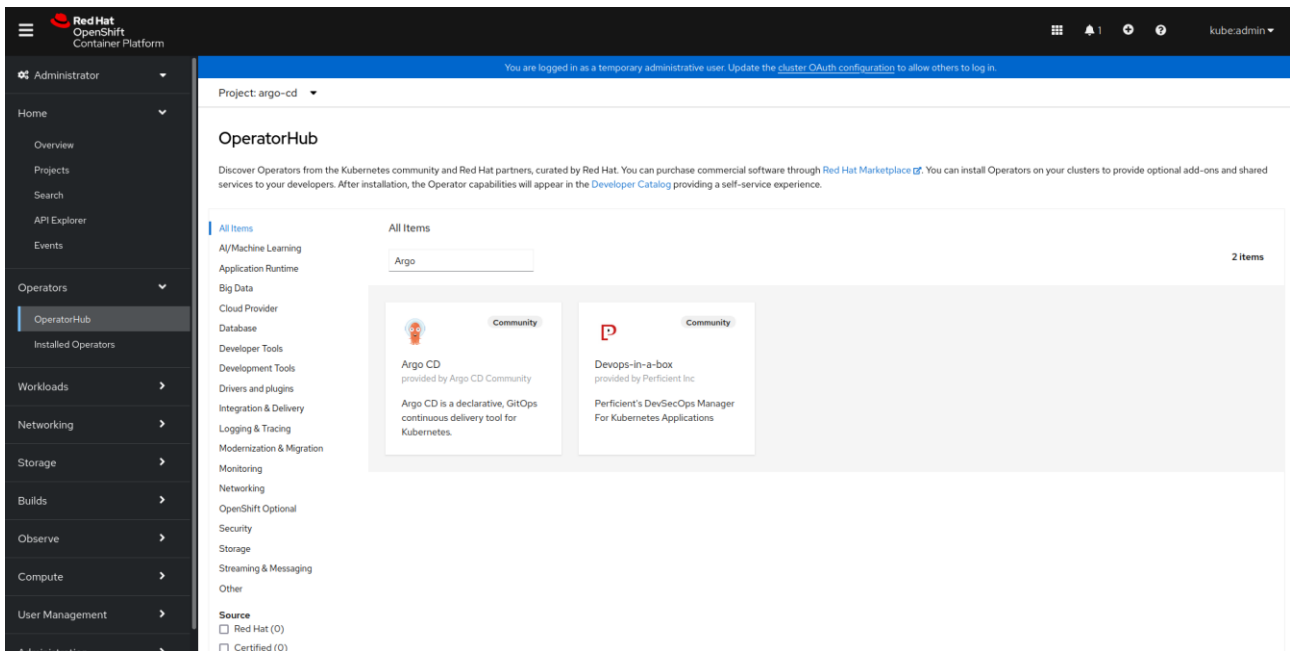 Red Hat
OpenShift
Container Platform
1
kube:admin
Administrator
You are logged in as a temporary administrative user. Update the cluster OAuth configuration to allow others to log in.
Project: argo-cd
Home
Overview
Projects
Search
API Explorer
Events
Operators
OperatorHub
Installed Operators
Workloads
Networking
Storage
Builds
Observe
Compute
User Management
OperatorHub
Discover Operators from the Kubernetes community and Red Hat partners, curated by Red Hat. You can purchase commercial software through Red Hat Marketplace. You can install Operators on your clusters to provide optional add-ons and shared
services to your developers. After installation, the Operator capabilities will appear in the Developer Catalog providing a self-service experience.
All Items
AI/Machine Learning
Application Runtime
Big Data
Cloud Provider
Database
Developer Tools
Development Tools
Drivers and plugins
Integration & Delivery
Logging & Tracing
Modernization & Migration
Monitoring
Networking
OpenShift Optional
Security
Storage
Streaming & Messaging
Other
Source
Red Hat (0)
Certified (0)
All Items
Argo
2 items
Community
Argo CD
provided by Argo CD Community
Argo CD is a declarative, GitOps
continuous delivery tool for
Kubernetes.
Community
Devops-in-a-box
provided by Perficient Inc
Perficient's DevSecOps Manager
For Kubernetes Applications